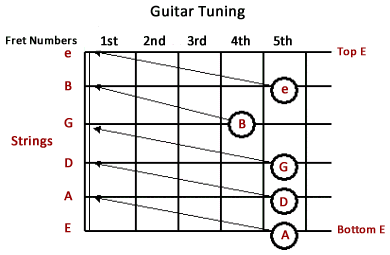 Guitar Tuning
Fret Numbers 1st 2nd 3rd 4th 5th
e Top E
B e
G B
Strings
D G
A D
E A Bottom E